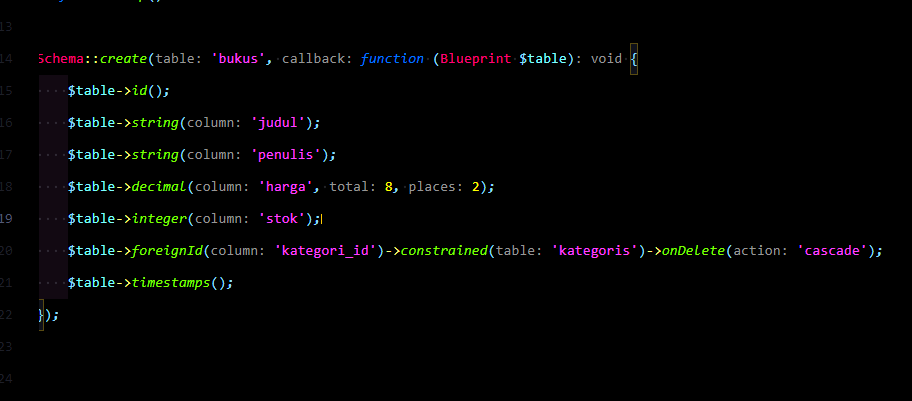 13
14 Schema::create(table: 'bukus', callback: function (Blueprint $table): void {
15 $table->id();
16 $table->string(column: 'judul');
17 $table->string(column: 'penulis');
18 $table->decimal(column: 'harga', total: 8, places: 2);
19 $table->integer(column: 'stok');
20 $table->foreignId(column: 'kategori_id')->constrained(table: 'kategoris')->onDelete(action: 'cascade');
21 $table->timestamps();
22 });
23
24